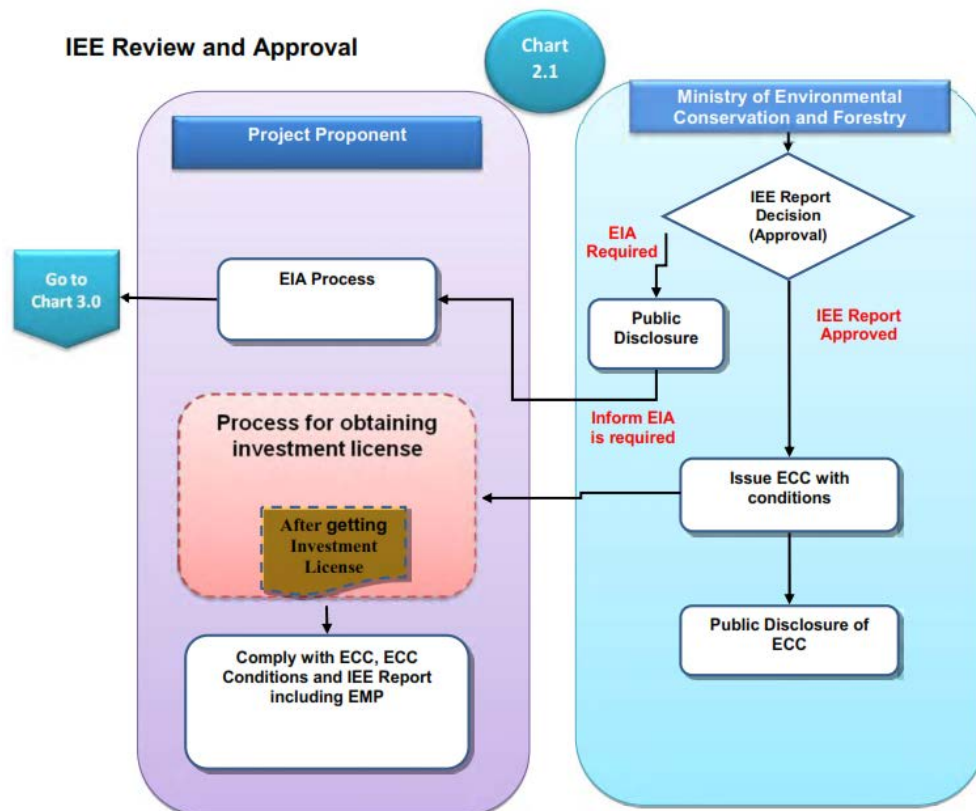 IEE Review and Approval
Chart
2.1
Project Proponent
Ministry of Environmental
Conservation and Forestry
IEE Report
Decision
(Approval)
EIA
Required
Go to
Chart 3.0
EIA Process
Public
Disclosure
IEE Report
Approved
Inform EIA
is required
Process for obtaining
investment license
After getting
Investment
License
Issue ECC with
conditions
Public Disclosure of
ECC
Comply with ECC, ECC
Conditions and IEE Report
including EMP